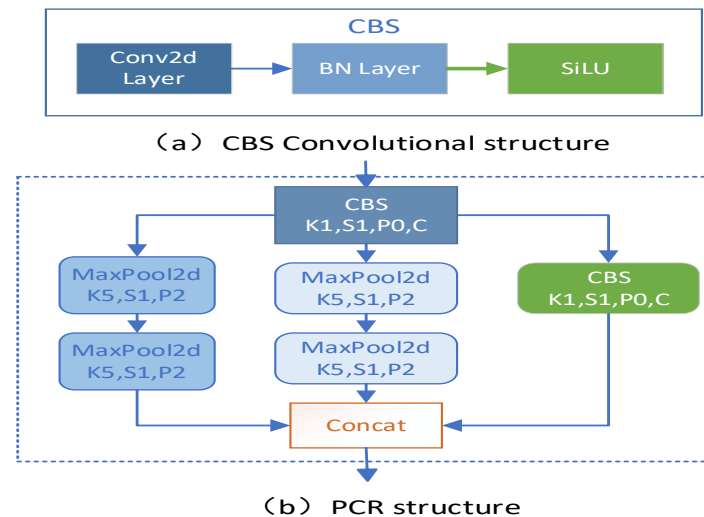 CBS
Conv2d
Layer
BN Layer
SiLU
（a） CBS Convolutional structure
CBS
K1,S1,P0,C
MaxPool2d
K5,S1,P2
MaxPool2d
K5,S1,P2
CBS
K1,S1,P0,C
MaxPool2d
K5,S1,P2
MaxPool2d
K5,S1,P2
Concat
（b） PCR structure